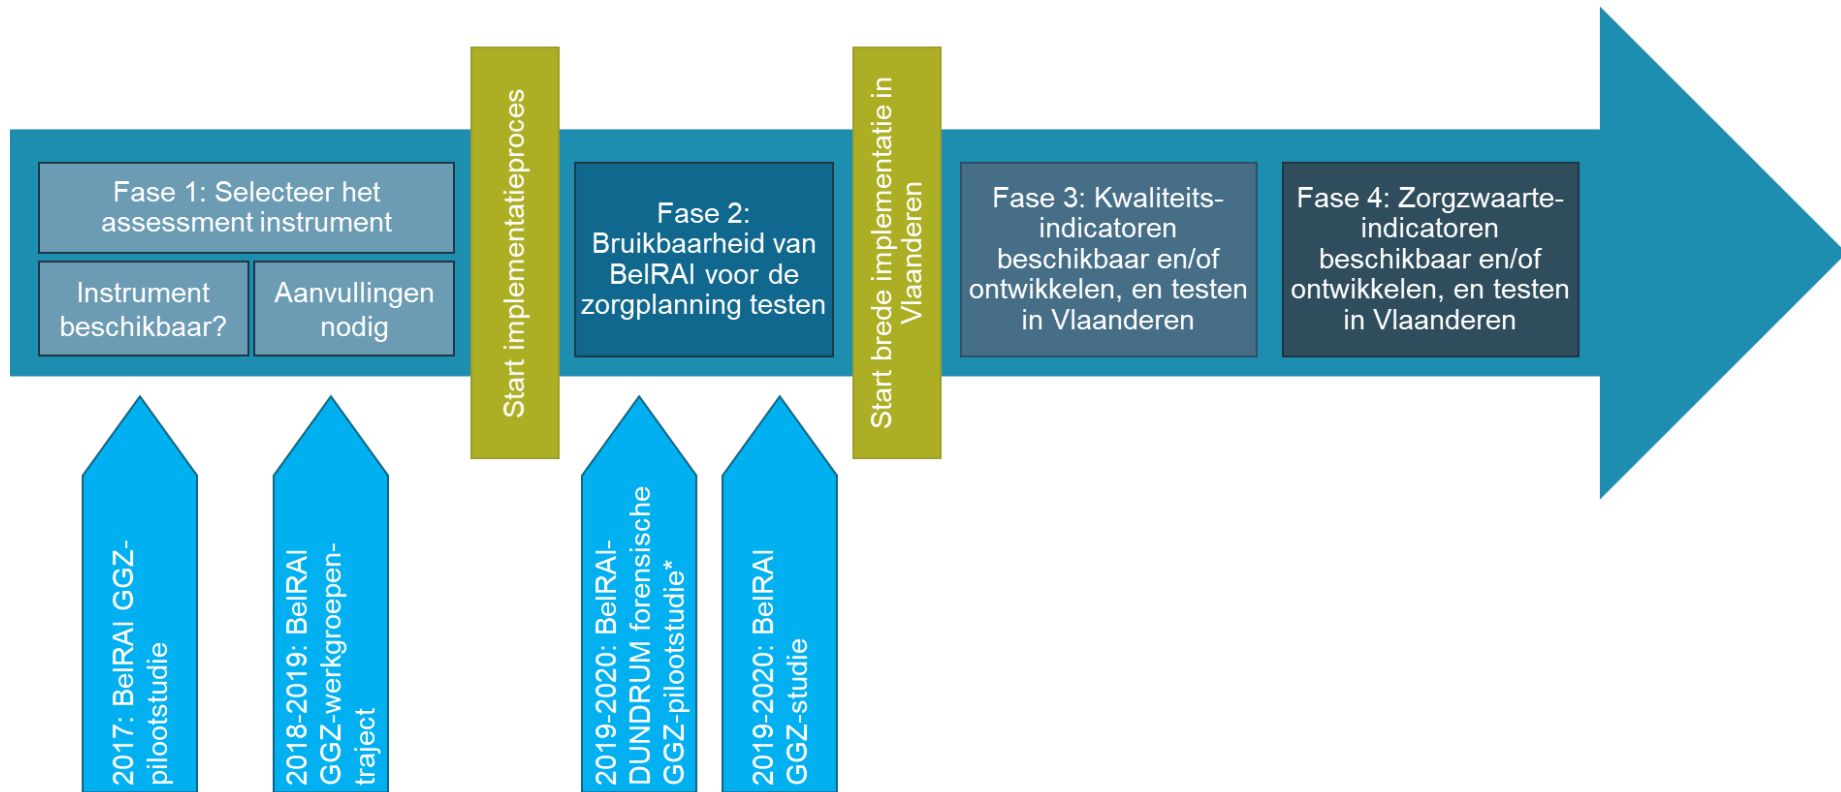 Fase 1: Selecteer het
assessment instrument
Instrument
beschikbaar?
Aanvullingen
nodig
Start implementatieproces
Fase 2:
Bruikbaarheid van
BelRAI voor de
zorgplanning testen
Start brede implementatie in
Vlaanderen
Fase 3: Kwaliteits-
indicatoren
beschikbaar en/of
ontwikkelen, en testen
in Vlaanderen
Fase 4: Zorgzwaarte-
indicatoren
beschikbaar en/of
ontwikkelen, en testen
in Vlaanderen
2017: BelRAI GGZ-
pilootstudie
2018-2019: BelRAI
GGZ-werkgroepen-
traject
2019-2020: BelRAI-
DUNDRUM forensische
GGZ-pilootstudie*
2019-2020: BelRAI
GGZ-studie